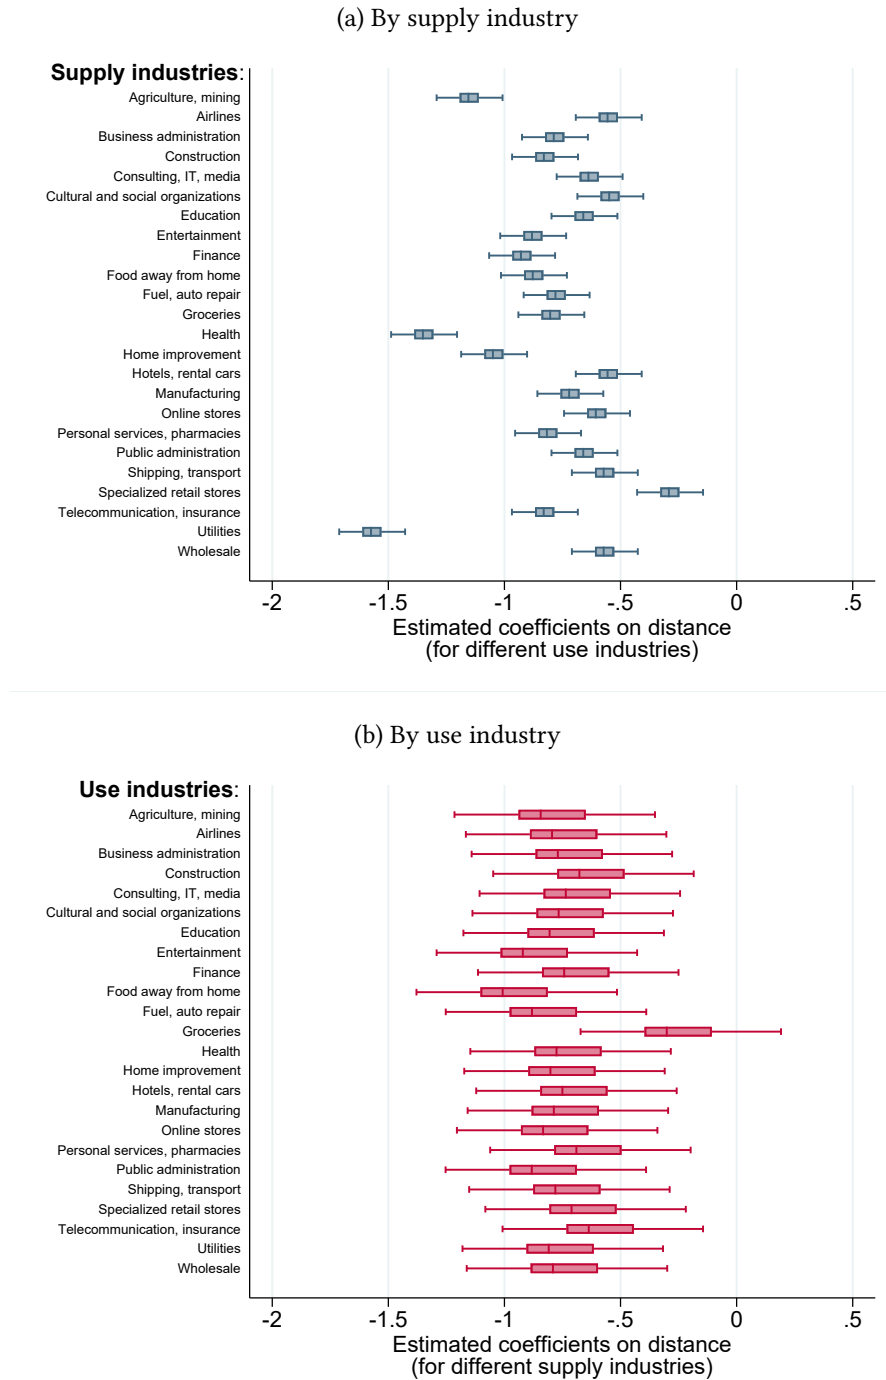 (a) By supply industry
Supply industries:
Agriculture, mining
Airlines
Business administration
Construction
Consulting, IT, media
Cultural and social organizations
Education
Entertainment
Finance
Food away from home
Fuel, auto repair
Groceries
Health
Home improvement
Hotels, rental cars
Manufacturing
Online stores
Personal services, pharmacies
Public administration
Shipping, transport
Specialized retail stores
Telecommunication, insurance
Utilities
Wholesale
-2 -1.5 -1 -.5 0 .5
Estimated coefficients on distance
(for different use industries)
(b) By use industry
Use industries:
Agriculture, mining
Airlines
Business administration
Construction
Consulting, IT, media
Cultural and social organizations
Education
Entertainment
Finance
Food away from home
Fuel, auto repair
Groceries
Health
Home improvement
Hotels, rental cars
Manufacturing
Online stores
Personal services, pharmacies
Public administration
Shipping, transport
Specialized retail stores
Telecommunication, insurance
Utilities
Wholesale
-2 -1.5 -1 -.5 0 .5
Estimated coefficients on distance
(for different supply industries)